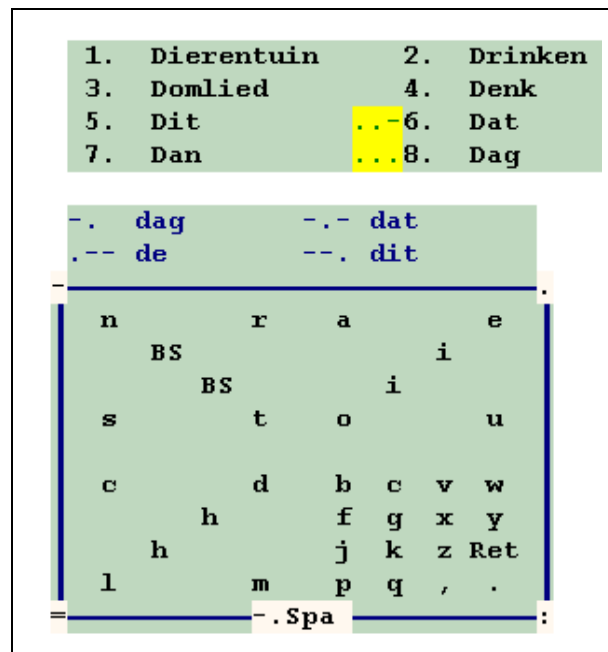 1. Dierentuin 2. Drinken
3. Domlied 4. Denk
5. Dit ..-6. Dat
7. Dan ...8. Dag
-. dag -.- dat
.-- de --. dit
- .
n r a e
BS i
BS i
s t o u
c d b c v w
h f g x y
h j k z Ret
l m p q , .
= -.Spa :